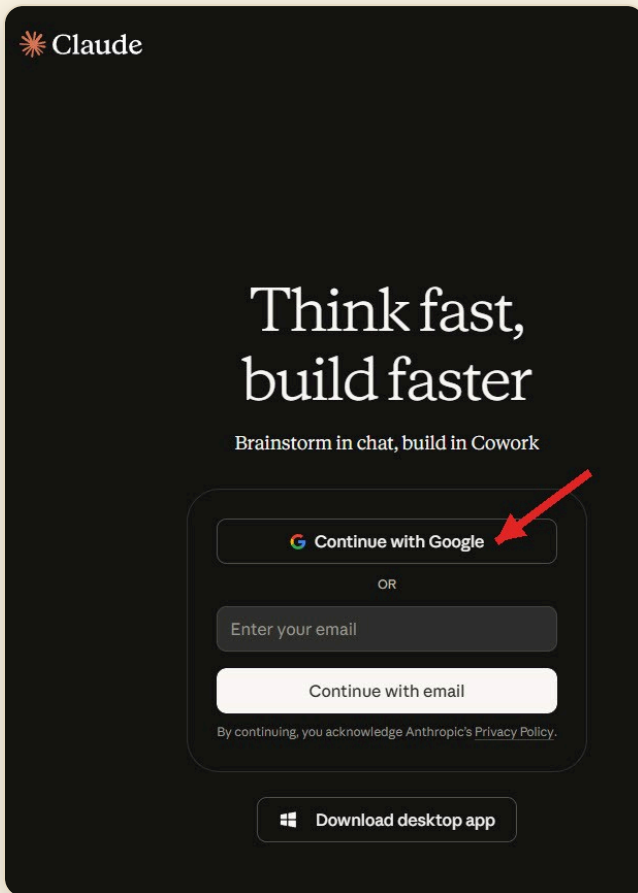 Claude
Think fast,
build faster
Brainstorm in chat, build in Cowork
Continue with Google
OR
Enter your email
Continue with email
By continuing, you acknowledge Anthropic's Privacy Policy.
Download desktop app